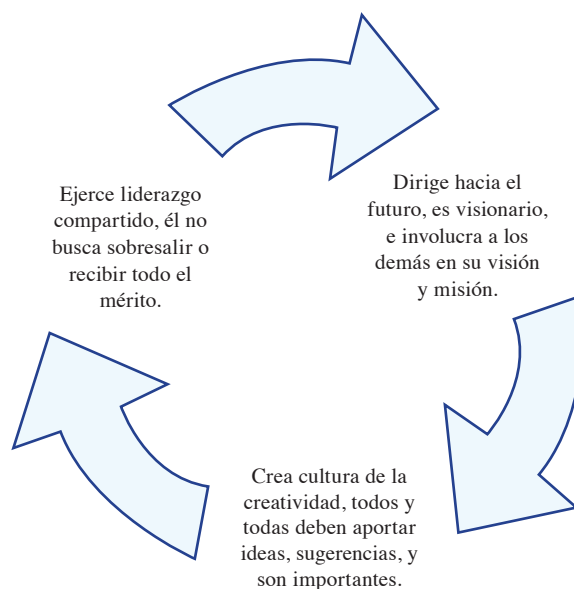 Ejerce liderazgo
compartido, él no
busca sobresalir o
recibir todo el
mérito.
Dirige hacia el
futuro, es visionario,
e involucra a los
demás en su visión
y misión.
Crea cultura de la
creatividad, todos y
todas deben aportar
ideas, sugerencias, y
son importantes.